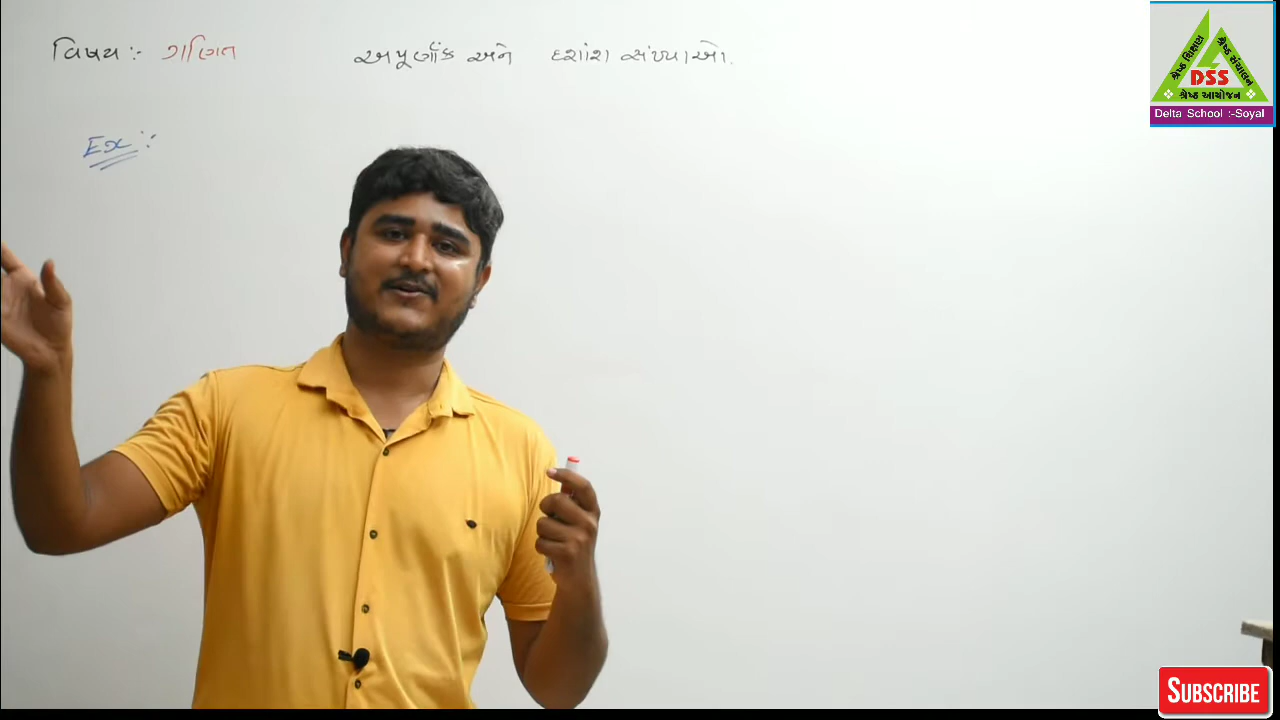 વિષય :- ગણિત અપૂર્ણાંક અને દશાંશ સંખ્યાઓ.
Ex :-
શ્રેષ્ઠ શિક્ષણ
શ્રેષ્ઠ સંચાલન
DSS
શ્રેષ્ઠ આયોજન
Delta School :-Soyal
SUBSCRIBE